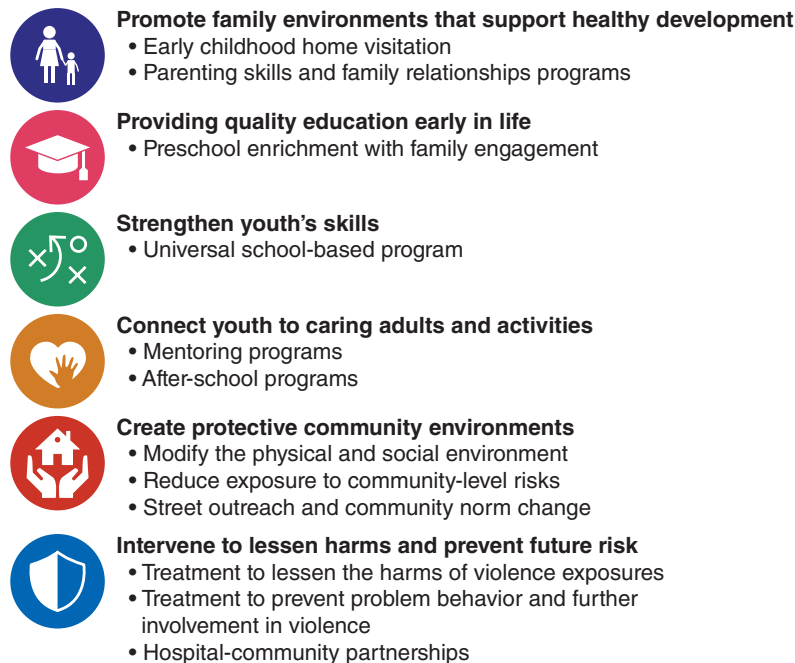 Promote family environments that support healthy development
• Early childhood home visitation
• Parenting skills and family relationships programs
Providing quality education early in life
• Preschool enrichment with family engagement
Strengthen youth's skills
• Universal school-based program
Connect youth to caring adults and activities
• Mentoring programs
• After-school programs
Create protective community environments
• Modify the physical and social environment
• Reduce exposure to community-level risks
• Street outreach and community norm change
Intervene to lessen harms and prevent future risk
• Treatment to lessen the harms of violence exposures
• Treatment to prevent problem behavior and further
involvement in violence
• Hospital-community partnerships